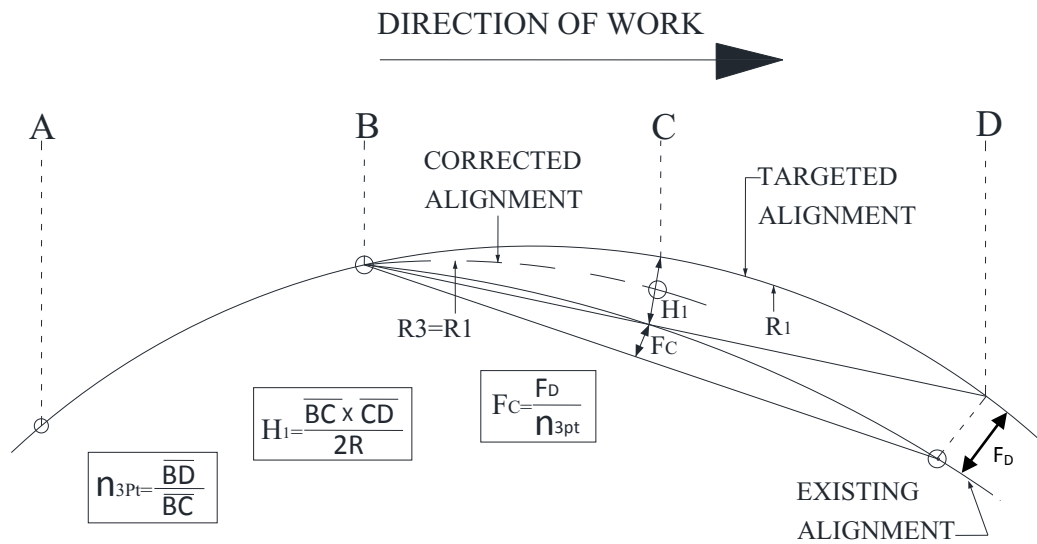 DIRECTION OF WORK
A
B
C
D
CORRECTED
ALIGNMENT
TARGETED
ALIGNMENT
R3=R1
H1
R1
FC
H1=BC x CD
2R
FC=FD
n3pt
n3Pt=BD
BC
FD
EXISTING
ALIGNMENT